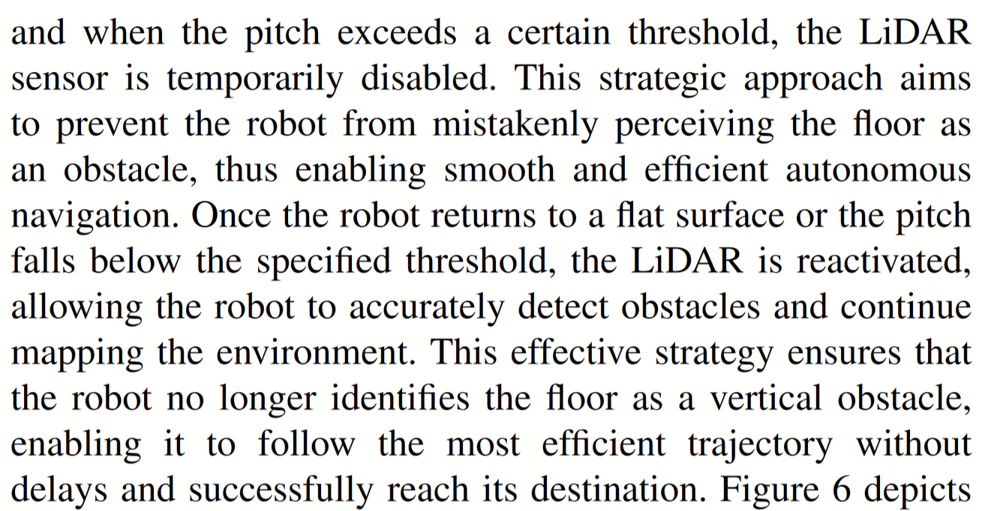 and when the pitch exceeds a certain threshold, the LiDAR
sensor is temporarily disabled. This strategic approach aims
to prevent the robot from mistakenly perceiving the floor as
an obstacle, thus enabling smooth and efficient autonomous
navigation. Once the robot returns to a flat surface or the pitch
falls below the specified threshold, the LiDAR is reactivated,
allowing the robot to accurately detect obstacles and continue
mapping the environment. This effective strategy ensures that
the robot no longer identifies the floor as a vertical obstacle,
enabling it to follow the most efficient trajectory without
delays and successfully reach its destination. Figure 6 depicts